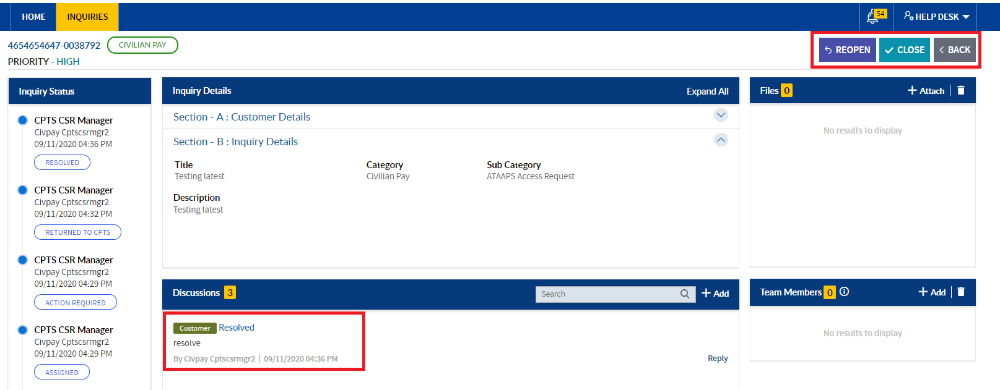 HOME INQUIRIES 54 HELP DESK
4654654647-0038792 CIVILIAN PAY
PRIORITY - HIGH
REOPEN CLOSE BACK
Inquiry Status
CPTS CSR Manager
Civpay Cptscsrmgr2
09/11/2020 04:36 PM
RESOLVED
CPTS CSR Manager
Civpay Cptscsrmgr2
09/11/2020 04:32 PM
RETURNED TO CPTS
CPTS CSR Manager
Civpay Cptscsrmgr2
09/11/2020 04:29 PM
ACTION REQUIRED
CPTS CSR Manager
Civpay Cptscsrmgr2
09/11/2020 04:29 PM
ASSIGNED
Inquiry Details Expand All
Section - A : Customer Details
Section - B : Inquiry Details
Title Category Sub Category
Testing latest Civilian Pay ATAAPS Access Request
Description
Testing latest
Discussions 3 Search Add
Customer Resolved
resolve
By Civpay Cptscsrmgr2 | 09/11/2020 04:36 PM
Reply
Files 0 Attach
No results to display
Team Members 0 Add
No results to display